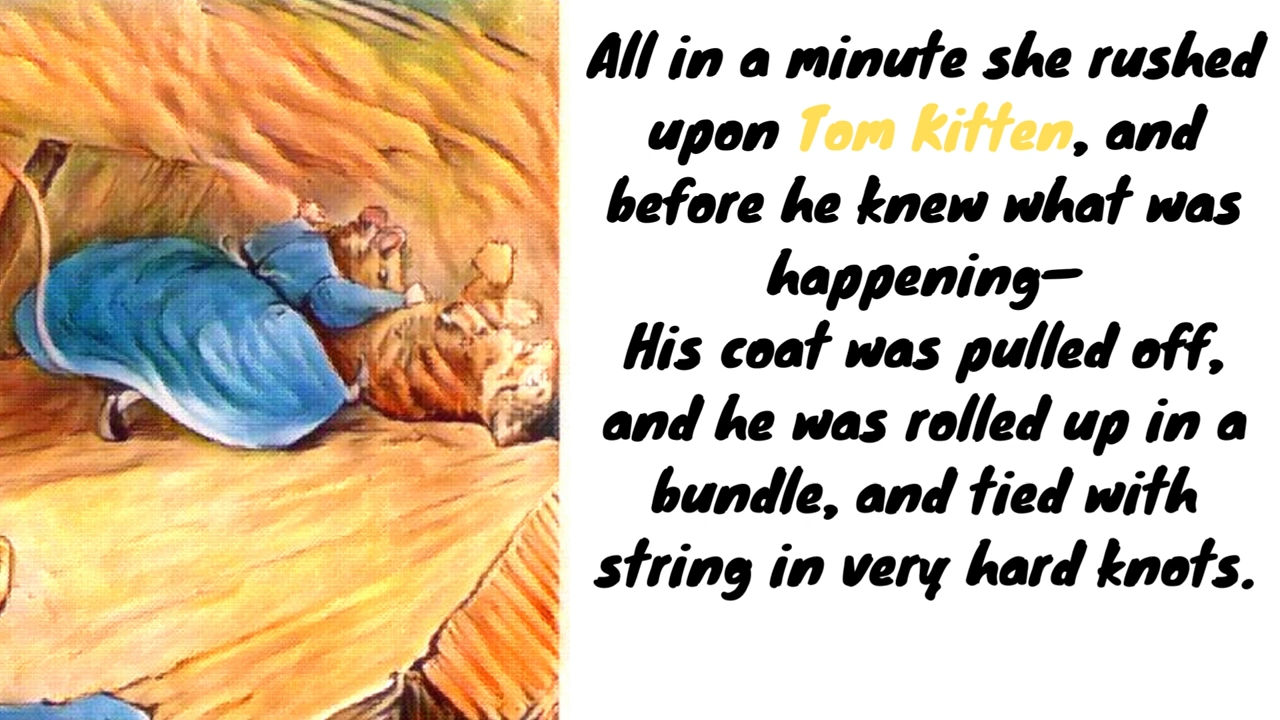 All in a minute she rushed
upon Tom Kitten, and
before he knew what was
happening—
His coat was pulled off,
and he was rolled up in a
bundle, and tied with
string in very hard knots.